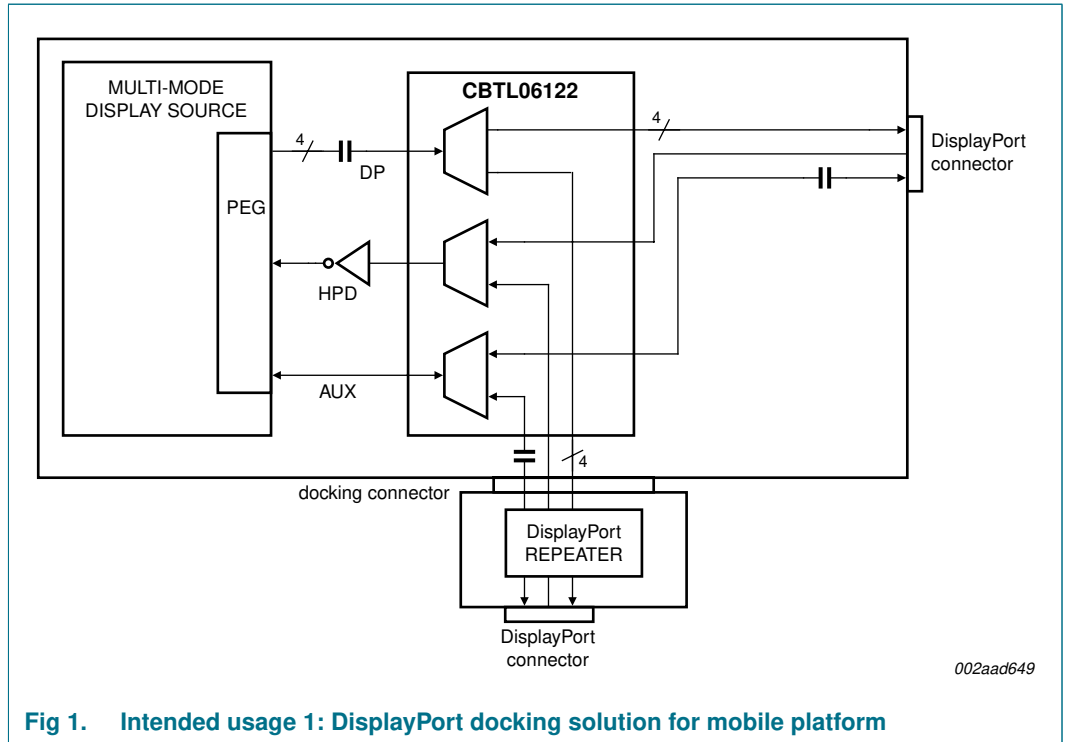 MULTI-MODE
DISPLAY SOURCE
CBTL06122
4
4
DisplayPort
connector
DP
PEG
HPD
AUX
4
docking connector
DisplayPort
REPEATER
DisplayPort
connector
002aad649
Fig 1. Intended usage 1: DisplayPort docking solution for mobile platform